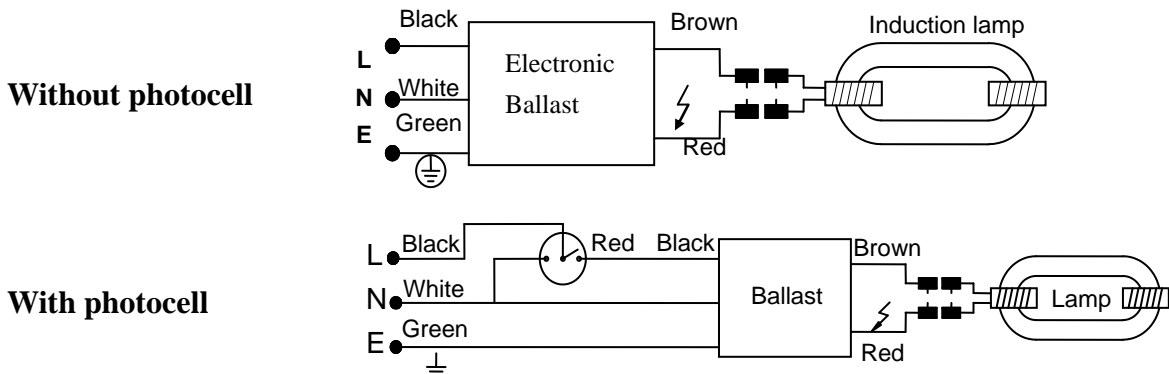 Without photocell
Black
L
N
White
E
Green
Electronic
Ballast
Brown
Red
Induction lamp
With photocell
L
Black
Red
Black
N
White
E
Green
Ballast
Brown
Red
Lamp